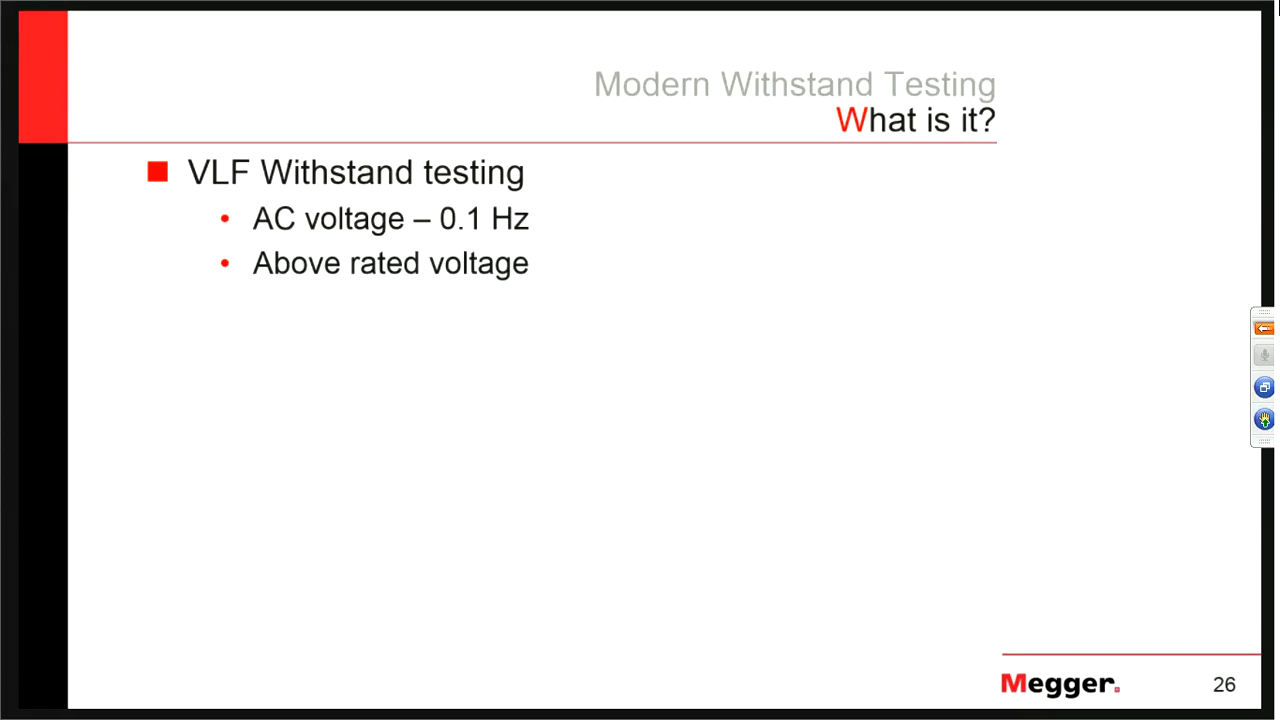 Modern Withstand Testing
What is it?
VLF Withstand testing
AC voltage – 0.1 Hz
Above rated voltage
Megger.
26